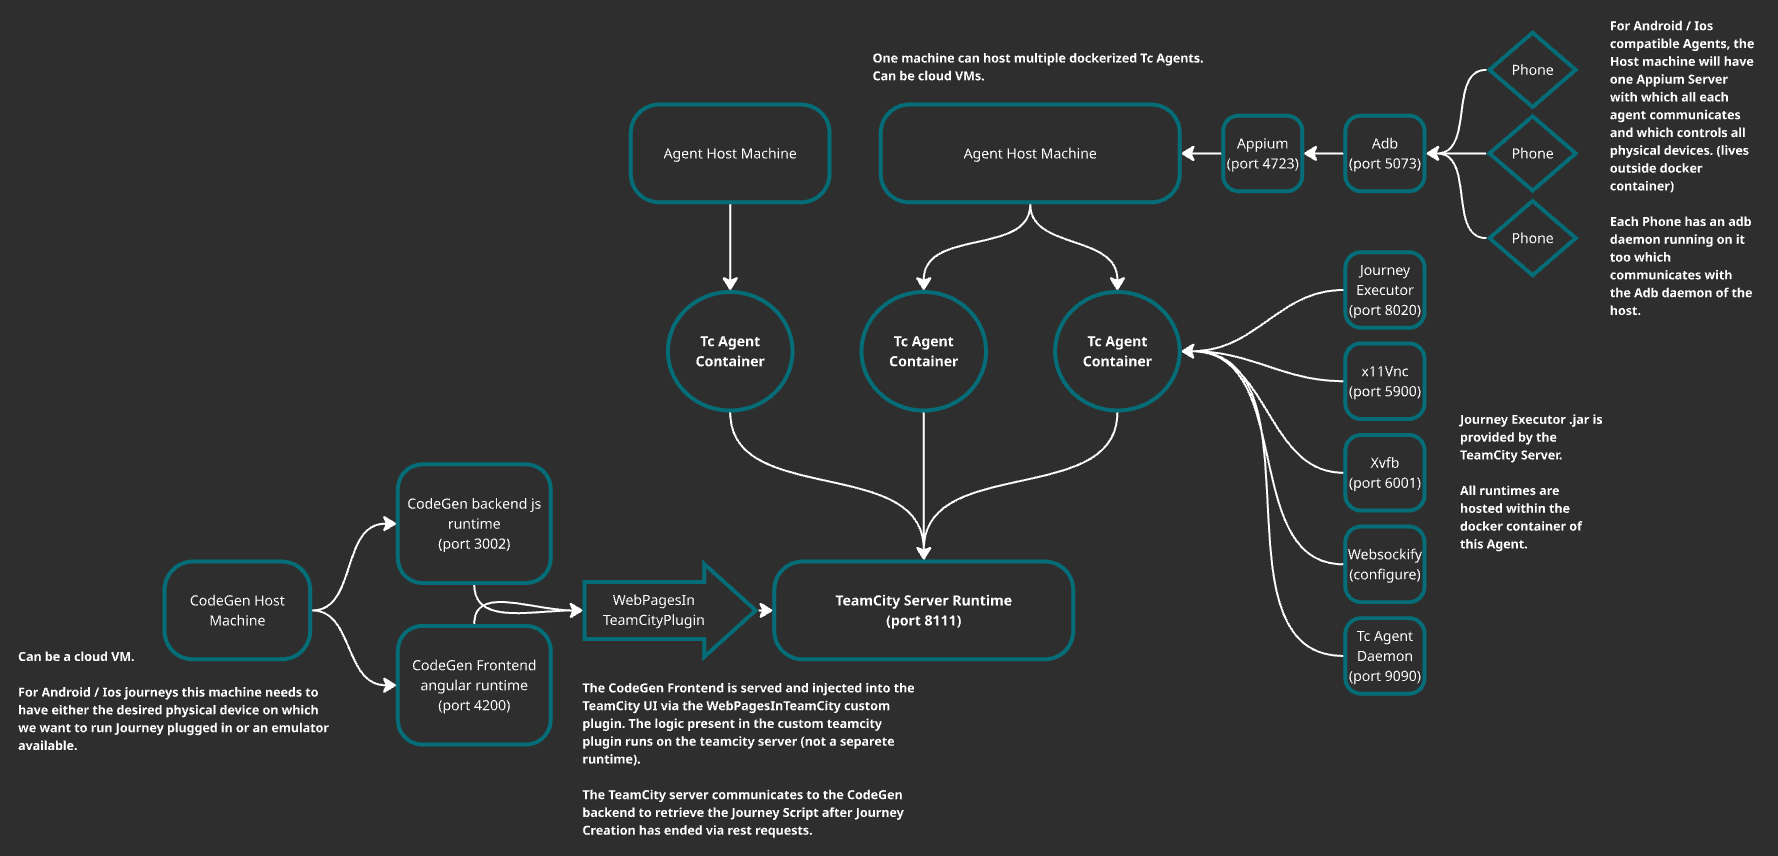 One machine can host multiple dockerized Tc Agents.
Can be cloud VMs.
Agent Host Machine
Agent Host Machine
Appium
(port 4723)
Adb
(port 5073)
Phone
Phone
Phone
For Android / Ios
compatible Agents, the
Host machine will have
one Appium Server
with which all each
agent communicates
and which controls all
physical devices. (lives
outside docker
container)
Each Phone has an adb
daemon running on it
too which
communicates with
the Adb daemon of the
host.
Tc Agent
Container
Tc Agent
Container
Tc Agent
Container
Journey
Executor
(port 8020)
x11Vnc
(port 5900)
Xvfb
(port 6001)
Websockify
(configure)
Tc Agent
Daemon
(port 9090)
Journey Executor .jar is
provided by the
TeamCity Server.
All runtimes are
hosted within the
docker container of
this Agent.
CodeGen backend js
runtime
(port 3002)
CodeGen Host
Machine
CodeGen Frontend
angular runtime
(port 4200)
WebPagesIn
TeamCityPlugin
TeamCity Server Runtime
(port 8111)
Can be a cloud VM.
For Android / Ios journeys this machine needs to
have either the desired physical device on which
we want to run Journey plugged in or an emulator
available.
The CodeGen Frontend is served and injected into the
TeamCity UI via the WebPagesInTeamCity custom
plugin. The logic present in the custom teamcity
plugin runs on the teamcity server (not a separete
runtime).
The TeamCity server communicates to the CodeGen
backend to retrieve the Journey Script after Journey
Creation has ended via rest requests.